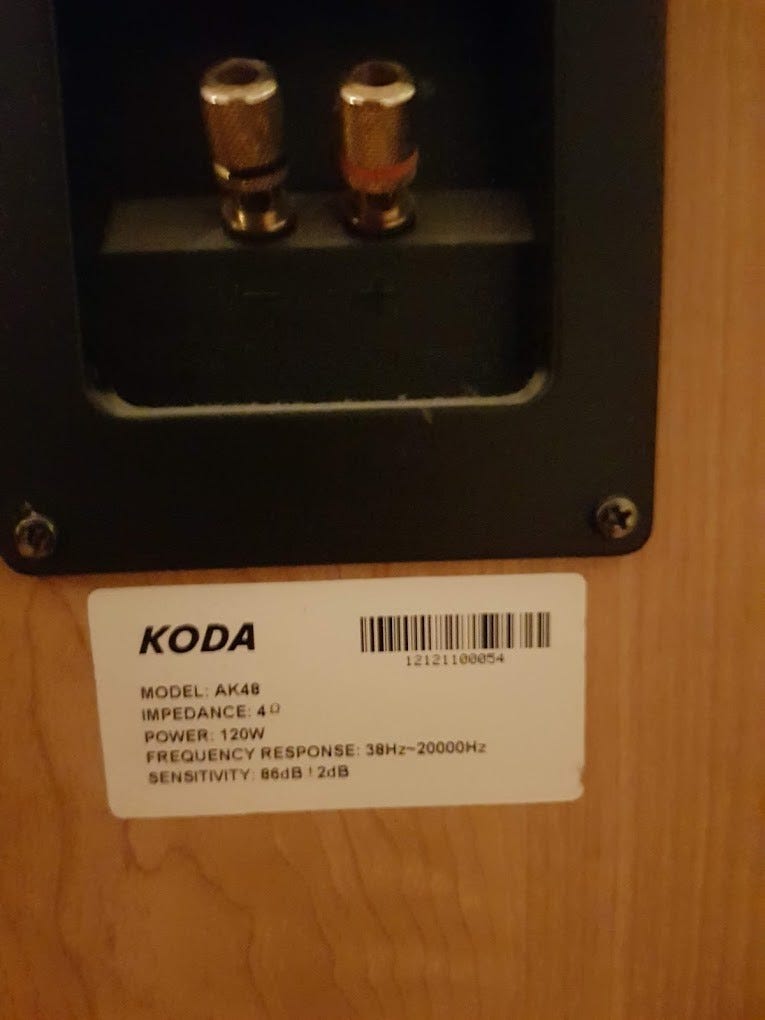 - +
KODA
12121100054
MODEL: AK48
IMPEDANCE: 4Ω
POWER: 120W
FREQUENCY RESPONSE: 38Hz~20000Hz
SENSITIVITY: 86dB ! 2dB